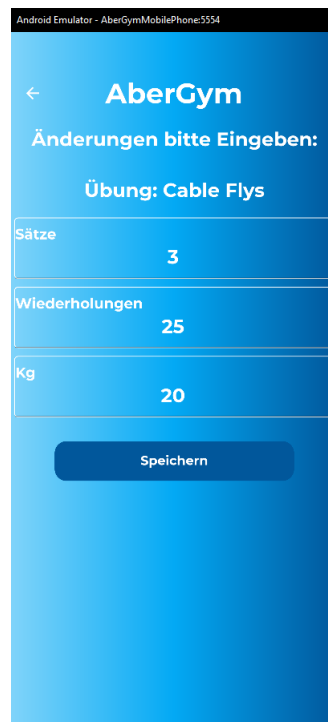 Android Emulator - AberGymMobilePhone:5554
AberGym
Änderungen bitte Eingeben:
Übung: Cable Flys
Sätze
3
Wiederholungen
25
Kg
20
Speichern